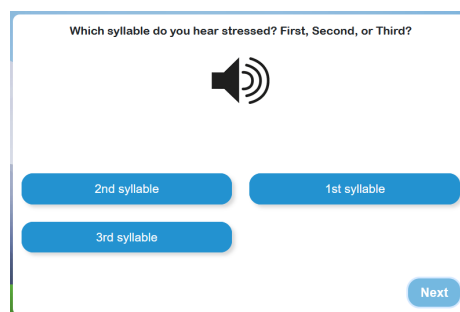 Which syllable do you hear stressed? First, Second, or Third?
2nd syllable
1st syllable
3rd syllable
Next